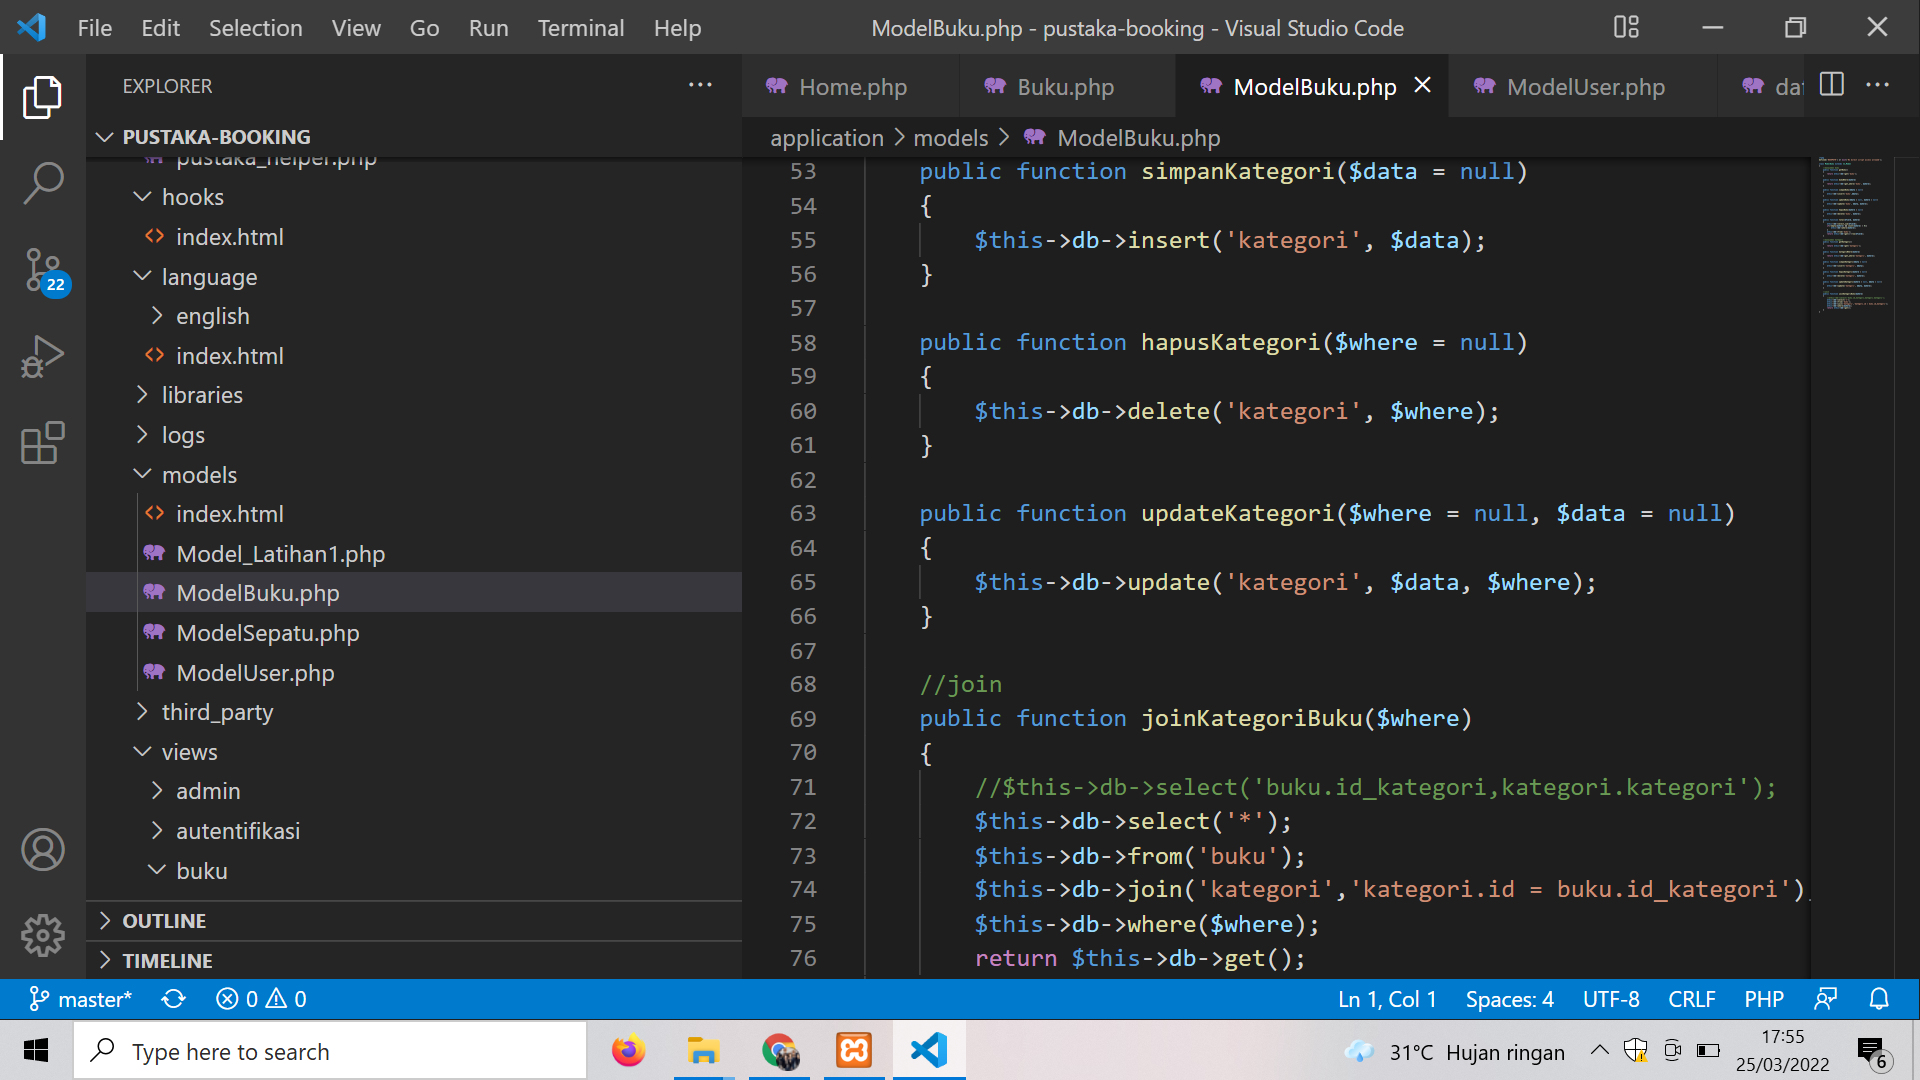 File Edit Selection View Go Run Terminal Help
ModelBuku.php - pustaka-booking - Visual Studio Code
EXPLORER
PUSTAKA-BOOKING
pustaka_helper.php
hooks
index.html
language
english
index.html
libraries
logs
models
index.html
Model_Latihan1.php
ModelBuku.php
ModelSepatu.php
ModelUser.php
third_party
views
admin
autentifikasi
buku
OUTLINE
TIMELINE
22
Home.php Buku.php ModelBuku.php ModelUser.php
application > models > ModelBuku.php
53 public function simpanKategori($data = null)
54 {
55 $this->db->insert('kategori', $data);
56 }
57
58 public function hapusKategori($where = null)
59 {
60 $this->db->delete('kategori', $where);
61 }
62
63 public function updateKategori($where = null, $data = null)
64 {
65 $this->db->update('kategori', $data, $where);
66 }
67
68 //join
69 public function joinKategoriBuku($where)
70 {
71 //$this->db->select('buku.id_kategori,kategori.kategori');
72 $this->db->select('*');
73 $this->db->from('buku');
74 $this->db->join('kategori','kategori.id = buku.id_kategori')
75 $this->db->where($where);
76 return $this->db->get();
master* 0 0 Ln 1, Col 1 Spaces: 4 UTF-8 CRLF PHP
Type here to search
31°C Hujan ringan
17:55
25/03/2022
6